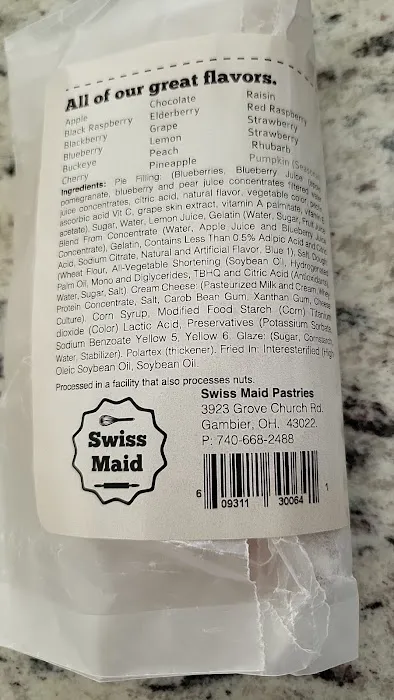 All of our great flavors.
Apple
Black Raspberry
Blackberry
Blueberry
Buckeye
Cherry
Chocolate
Elderberry
Grape
Lemon
Peach
Pineapple
Raisin
Red Raspberry
Strawberry
Strawberry
Rhubarb
Pumpkin
Ingredients: Pie Filling: (Blueberries, Blueberry Juice
pomegranate, blueberry and pear juice concentrates filtered
juice concentrates, citric acid, natural flavor, vegetable color
ascorbic acid Vit C, grape skin extract, vitamin A palmitate,
acetate), Sugar, Water, Lemon Juice, Gelatin (Water, Sugar, Fruit
Blend From Concentrate (Water, Apple Juice and Blueberry
Concentrate), Gelatin, Contains Less Than 0.5% Adipic Acid and
Acid, Sodium Citrate, Natural and Artificial Flavor, Blue 1), Salt, Dough
(Wheat Flour, All-Vegetable Shortening (Soybean Oil, Hydrogenated
Palm Oil, Mono and Diglycerides, TBHQ and Citric Acid (Antioxidants)
Water, Sugar, Salt) Cream Cheese: (Pasteurized Milk and Cream,
Protein Concentrate, Salt, Carob Bean Gum, Xanthan Gum, Cheese
Culture). Corn Syrup, Modified Food Starch (Corn) Titanium
dioxide (Color) Lactic Acid, Preservatives (Potassium Sorbate,
Sodium Benzoate Yellow 5, Yellow 6. Glaze: (Sugar, Cornstarch,
Water, Stabilizer). Polartex (thickener). Fried In: Interesterified (High
Oleic Soybean Oil, Soybean Oil.
Processed in a facility that also processes nuts.
Swiss Maid
Swiss Maid Pastries
3923 Grove Church Rd.
Gambier, OH. 43022
P: 740-668-2488
6 09311 30064 1